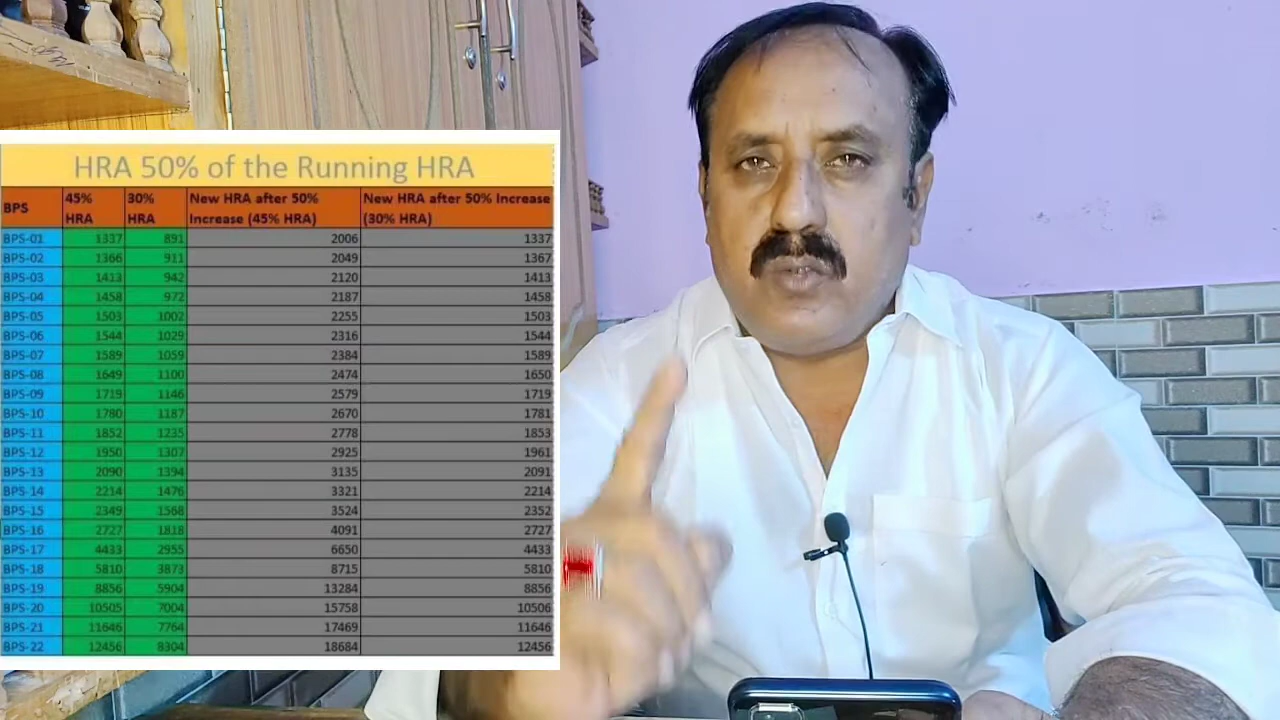 HRA 50% of the Running HRA
BPS 45% HRA 30% HRA New HRA after 50% Increase (45% HRA) New HRA after 50% Increase (30% HRA)
BPS-01 1337 891 2006 1337
BPS-02 1366 911 2049 1367
BPS-03 1413 942 2120 1413
BPS-04 1458 972 2187 1458
BPS-05 1503 1002 2255 1503
BPS-06 1544 1029 2316 1544
BPS-07 1589 1059 2384 1589
BPS-08 1649 1100 2474 1650
BPS-09 1719 1146 2579 1719
BPS-10 1780 1187 2670 1781
BPS-11 1852 1235 2778 1853
BPS-12 1950 1307 2925 1961
BPS-13 2090 1394 3135 2091
BPS-14 2214 1476 3321 2214
BPS-15 2349 1568 3524 2352
BPS-16 2727 1818 4091 2727
BPS-17 4433 2955 6650 4433
BPS-18 5810 3873 8715 5810
BPS-19 8856 5904 13284 8856
BPS-20 10505 7004 15758 10506
BPS-21 11646 7764 17469 11646
BPS-22 12456 8304 18684 12456